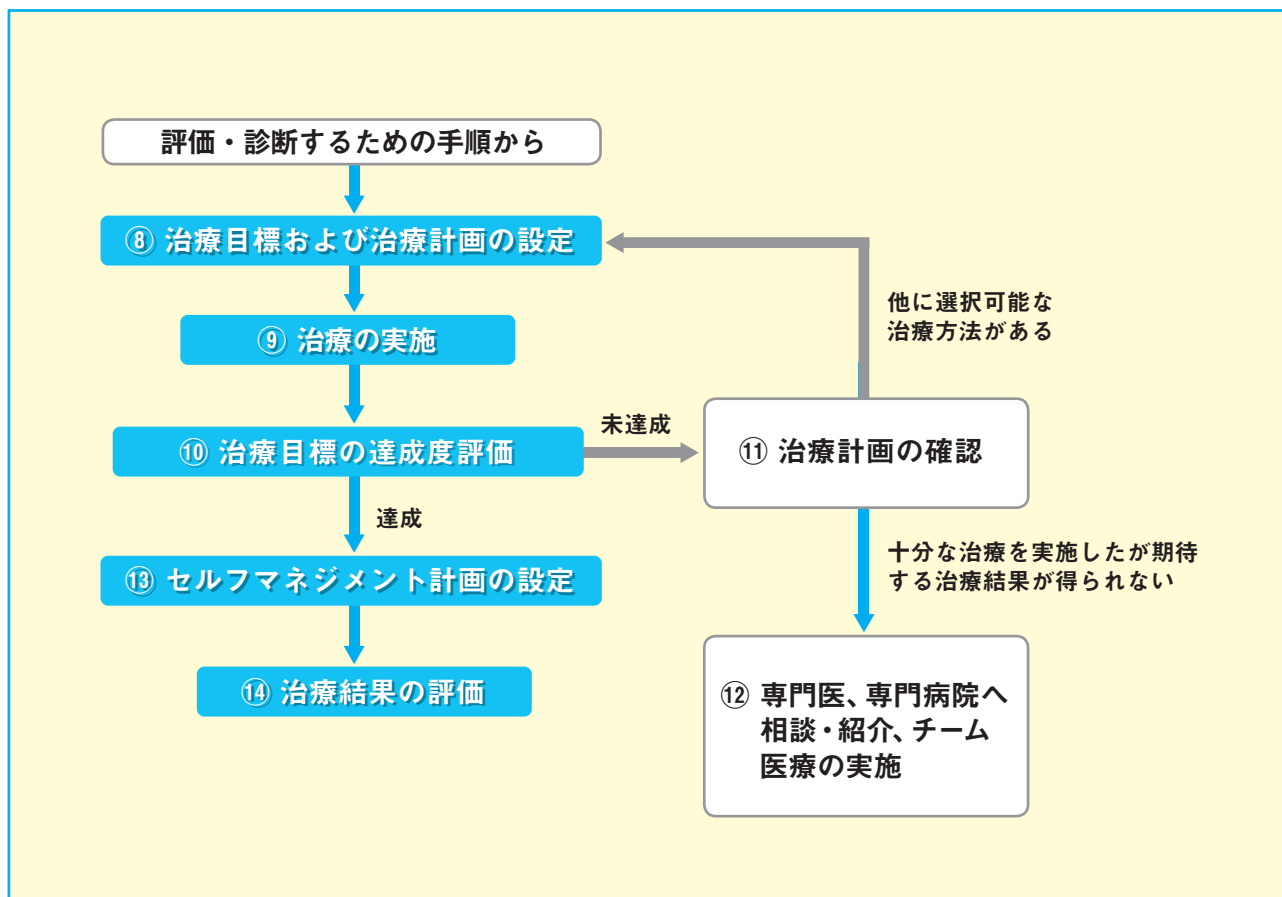 評価・診断するための手順から
⑧ 治療目標および治療計画の設定
⑨ 治療の実施
⑩ 治療目標の達成度評価
未達成
⑪ 治療計画の確認
他に選択可能な
治療方法がある
達成
⑬ セルフマネジメント計画の設定
⑭ 治療結果の評価
十分な治療を実施したが期待
する治療結果が得られない
⑫ 専門医、専門病院へ
相談・紹介、チーム
医療の実施